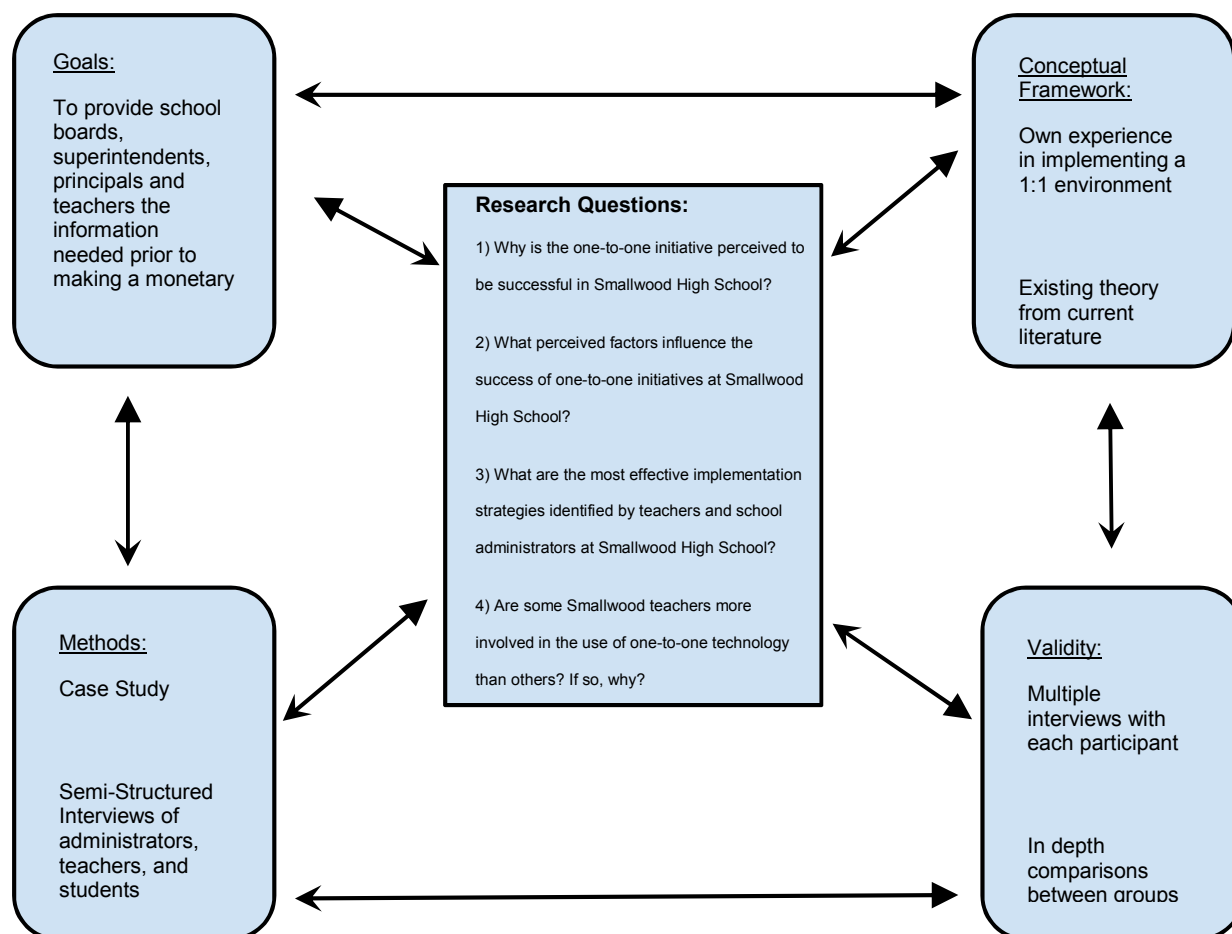 Goals:
To provide school
boards,
superintendents,
principals and
teachers the
information
needed prior to
making a monetary
Conceptual
Framework:
Own experience
in implementing a
1:1 environment
Existing theory
from current
literature
Research Questions:
1) Why is the one-to-one initiative perceived to
be successful in Smallwood High School?
2) What perceived factors influence the
success of one-to-one initiatives at Smallwood
High School?
3) What are the most effective implementation
strategies identified by teachers and school
administrators at Smallwood High School?
4) Are some Smallwood teachers more
involved in the use of one-to-one technology
than others? If so, why?
Methods:
Case Study
Semi-Structured
Interviews of
administrators,
teachers, and
students
Validity:
Multiple
interviews with
each participant
In depth
comparisons
between groups